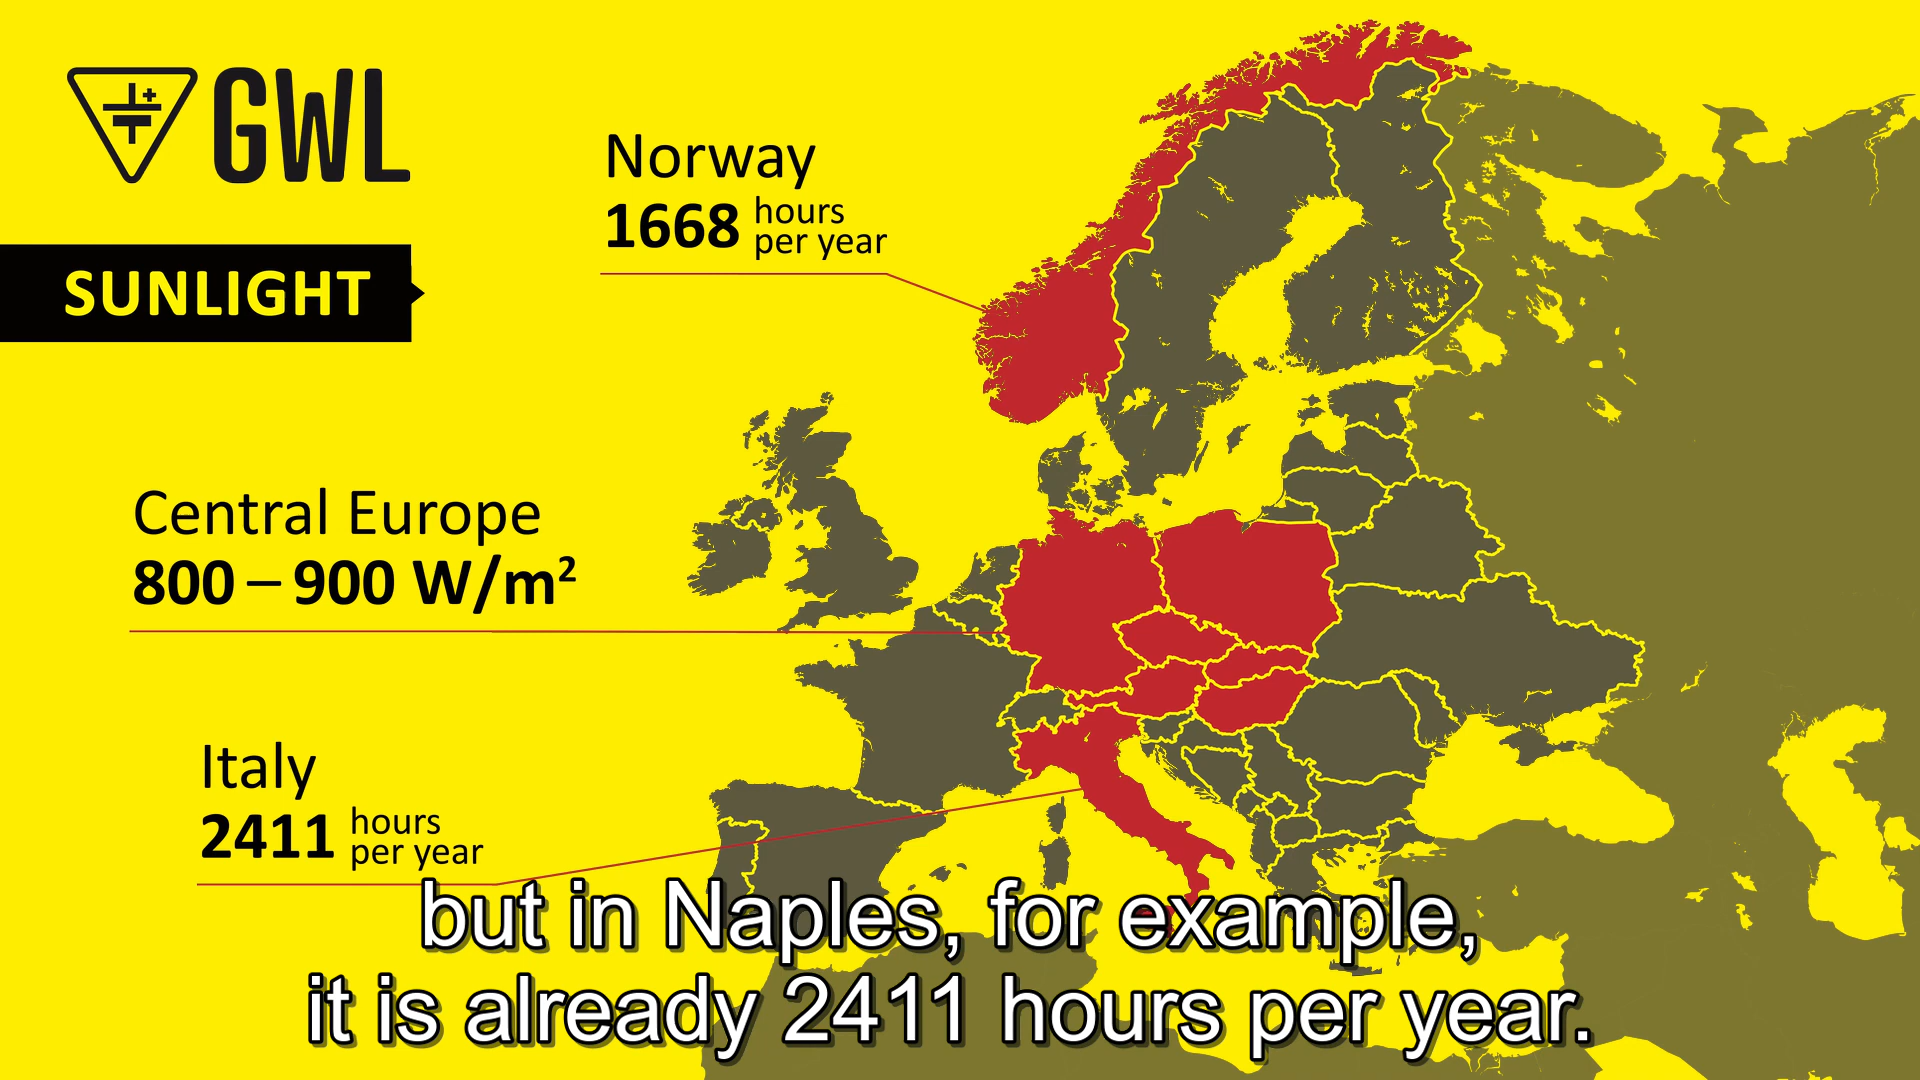 GWL
SUNLIGHT
Norway
1668 hours
per year
Central Europe
800 – 900 W/m²
Italy
2411 hours
per year
but in Naples, for example,
it is already 2411 hours per year.